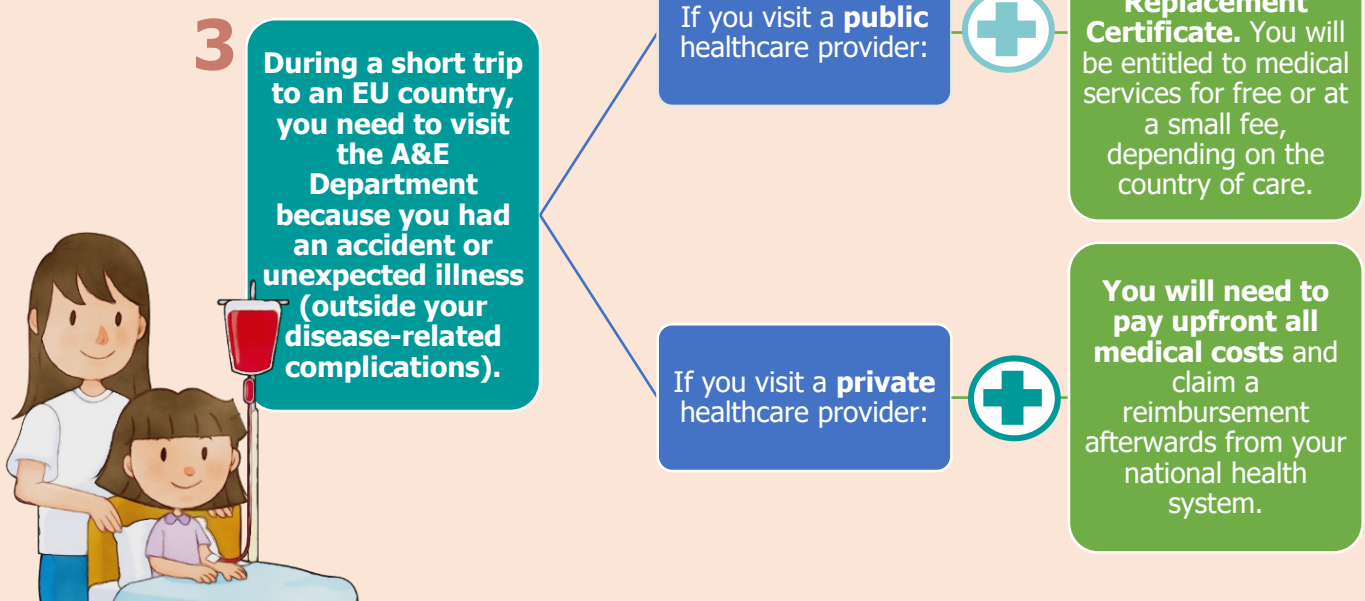 3
During a short trip
to an EU country,
you need to visit
the A&E
Department
because you had
an accident or
unexpected illness
(outside your
disease-related
complications).
If you visit a public
healthcare provider:
Replacement
Certificate. You will
be entitled to medical
services for free or at
a small fee,
depending on the
country of care.
If you visit a private
healthcare provider:
You will need to
pay upfront all
medical costs and
claim a
reimbursement
afterwards from your
national health
system.